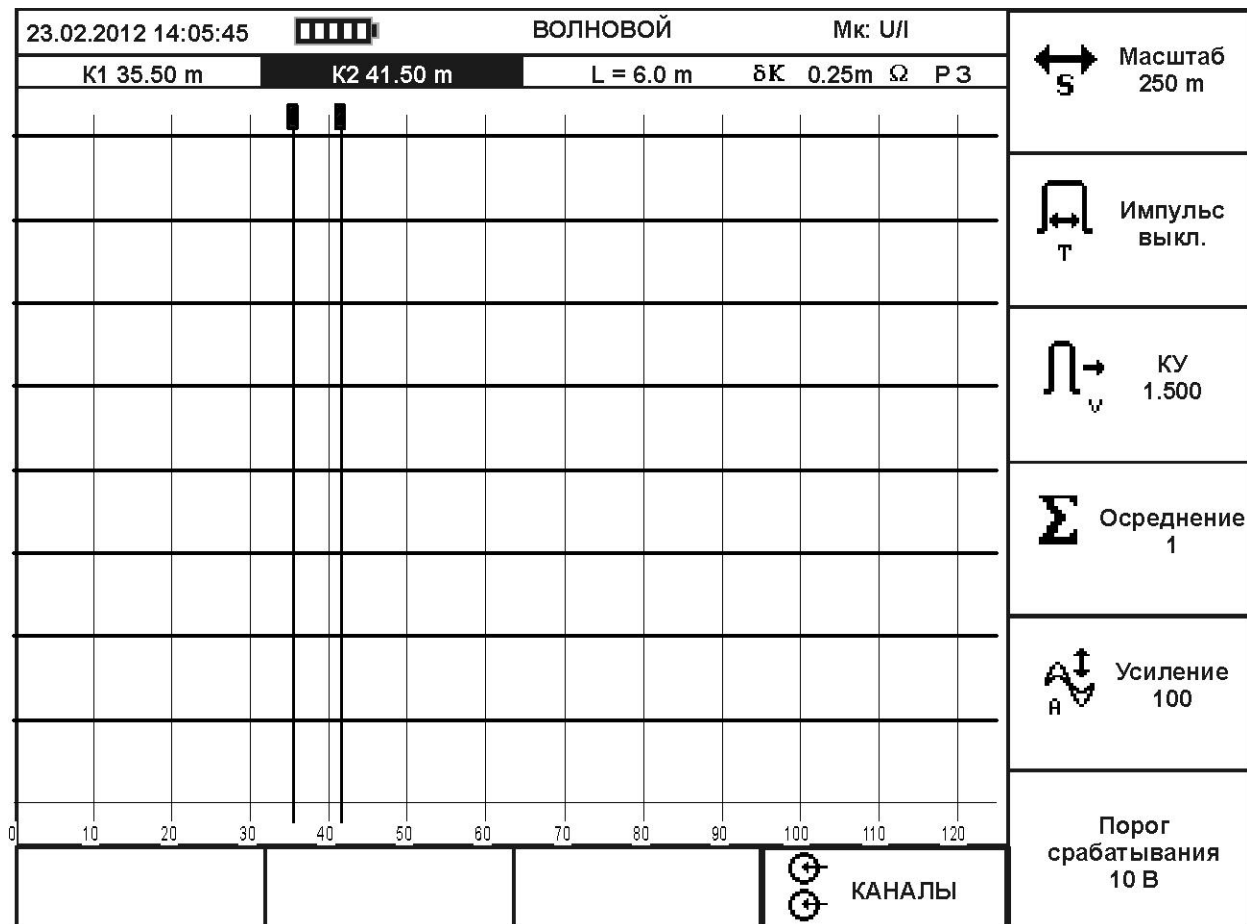 23.02.2012 14:05:45 ВОЛНОВОЙ Мк: U/I
К1 35.50 m К2 41.50 m L = 6.0 m δК 0.25m Ω Р З
Масштаб
250 m
S
Импульс
выкл.
T
КУ
1.500
V
Σ
Осреднение
1
Усиление
100
A
Порог
срабатывания
10 В
0 10 20 30 40 50 60 70 80 90 100 110 120
КАНАЛЫ